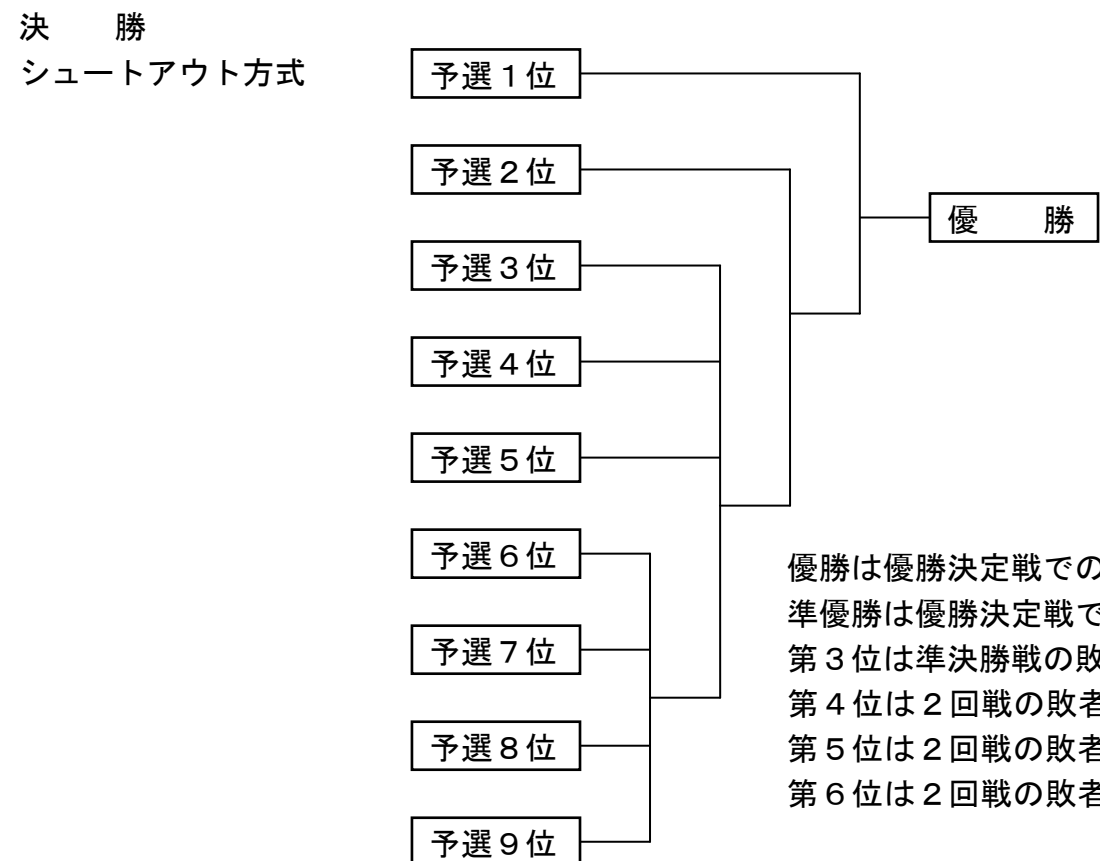 決　　勝
シュートアウト方式
予選１位
予選２位
優　　勝
予選３位
予選４位
予選５位
予選６位
予選７位
予選８位
予選９位
優勝は優勝決定戦での
準優勝は優勝決定戦で
第３位は準決勝戦の敗
第４位は２回戦の敗者
第５位は２回戦の敗者
第６位は２回戦の敗者